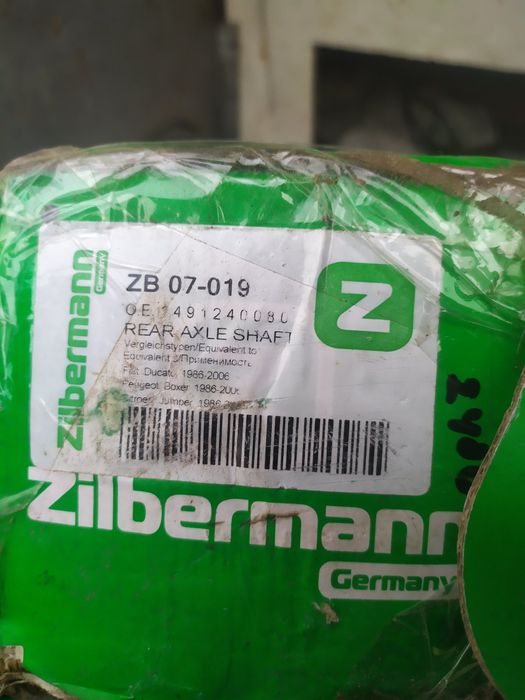 ZB 07-019
OE 1491240080
REAR AXLE SHAFT
Vergleichstypen/Equivalent to
Equivalent a/Применимость
Fiat Ducato 1986-2006
Peugeot Boxer 1986-200
Jumper 1986
Zilbermann
Germany
Z
Zilbermann
Germany